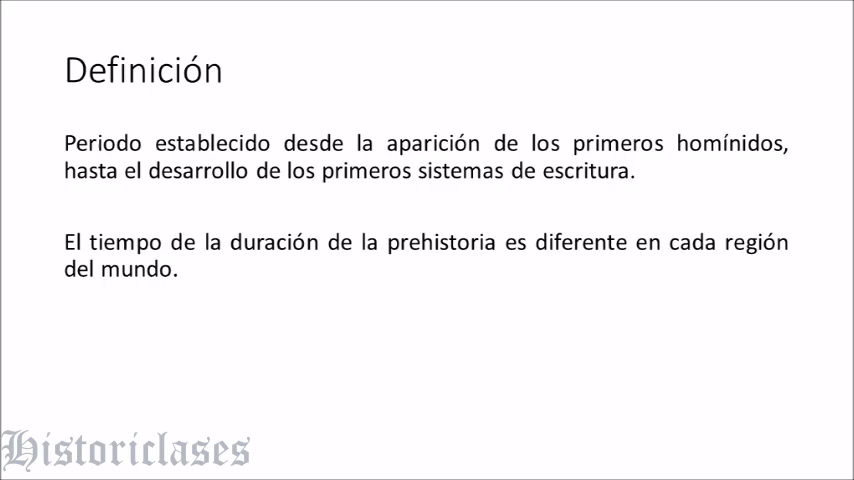 Definición
Periodo establecido desde la aparición de los primeros homínidos,
hasta el desarrollo de los primeros sistemas de escritura.
El tiempo de la duración de la prehistoria es diferente en cada región
del mundo.
Historiclases